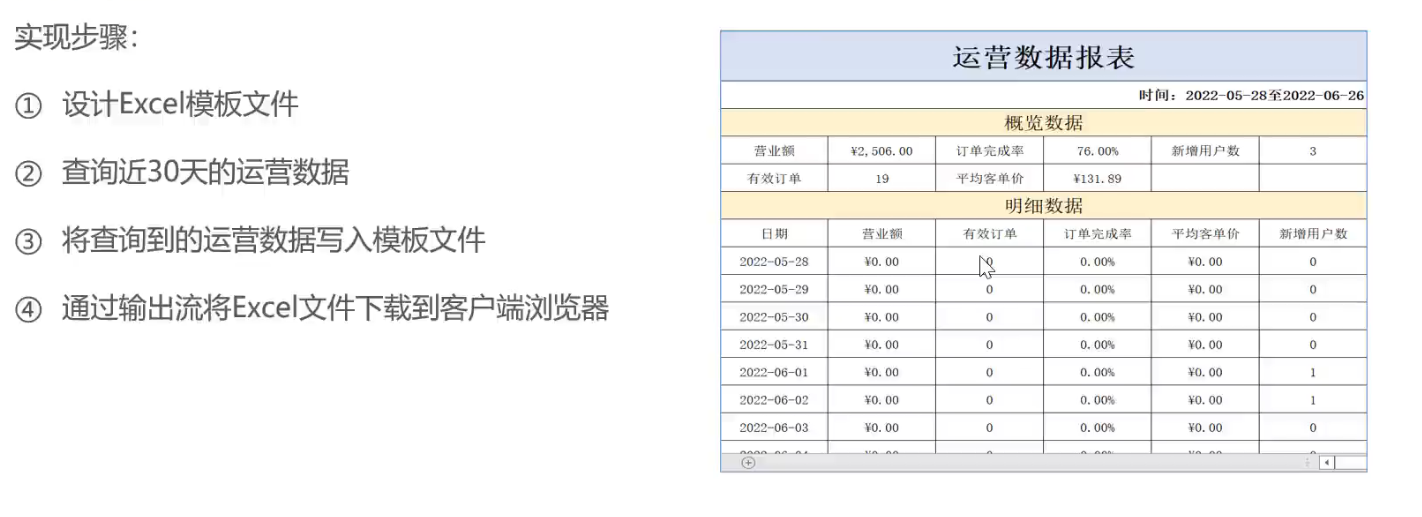 实现步骤：
① 设计Excel模板文件
② 查询近30天的运营数据
③ 将查询到的运营数据写入模板文件
④ 通过输出流将Excel文件下载到客户端浏览器
运营数据报表
时间：2022-05-28至2022-06-26
概览数据
营业额 ¥2,506.00 订单完成率 76.00% 新增用户数 3
有效订单 19 平均客单价 ¥131.89
明细数据
日期 营业额 有效订单 订单完成率 平均客单价 新增用户数
2022-05-28 ¥0.00 0 0.00% ¥0.00 0
2022-05-29 ¥0.00 0 0.00% ¥0.00 0
2022-05-30 ¥0.00 0 0.00% ¥0.00 0
2022-05-31 ¥0.00 0 0.00% ¥0.00 0
2022-06-01 ¥0.00 0 0.00% ¥0.00 1
2022-06-02 ¥0.00 0 0.00% ¥0.00 1
2022-06-03 ¥0.00 0 0.00% ¥0.00 0